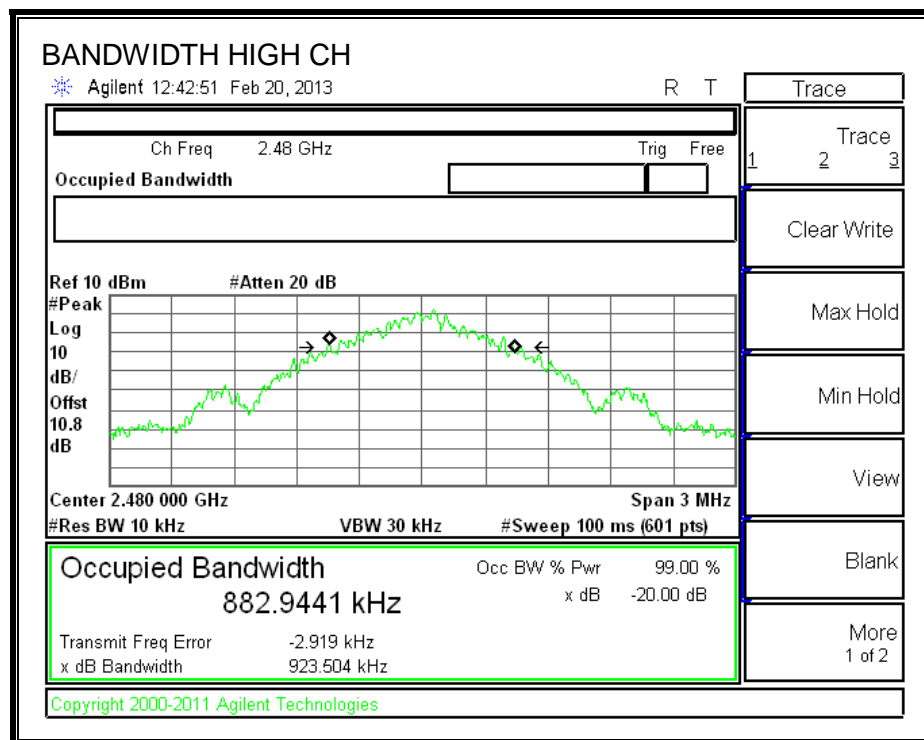 BANDWIDTH HIGH CH
Agilent 12:42:51 Feb 20, 2013 R T
Trace
Ch Freq 2.48 GHz Trig Free
Occupied Bandwidth
Trace
1 2 3
Clear Write
Max Hold
Min Hold
View
Blank
More
1 of 2
Ref 10 dBm #Atten 20 dB
#Peak
Log
10
dB/
Offst
10.8
dB
Center 2.480 000 GHz Span 3 MHz
#Res BW 10 kHz VBW 30 kHz #Sweep 100 ms (601 pts)
Occupied Bandwidth Occ BW % Pwr 99.00 %
882.9441 kHz x dB -20.00 dB
Transmit Freq Error -2.919 kHz
x dB Bandwidth 923.504 kHz
Copyright 2000-2011 Agilent Technologies